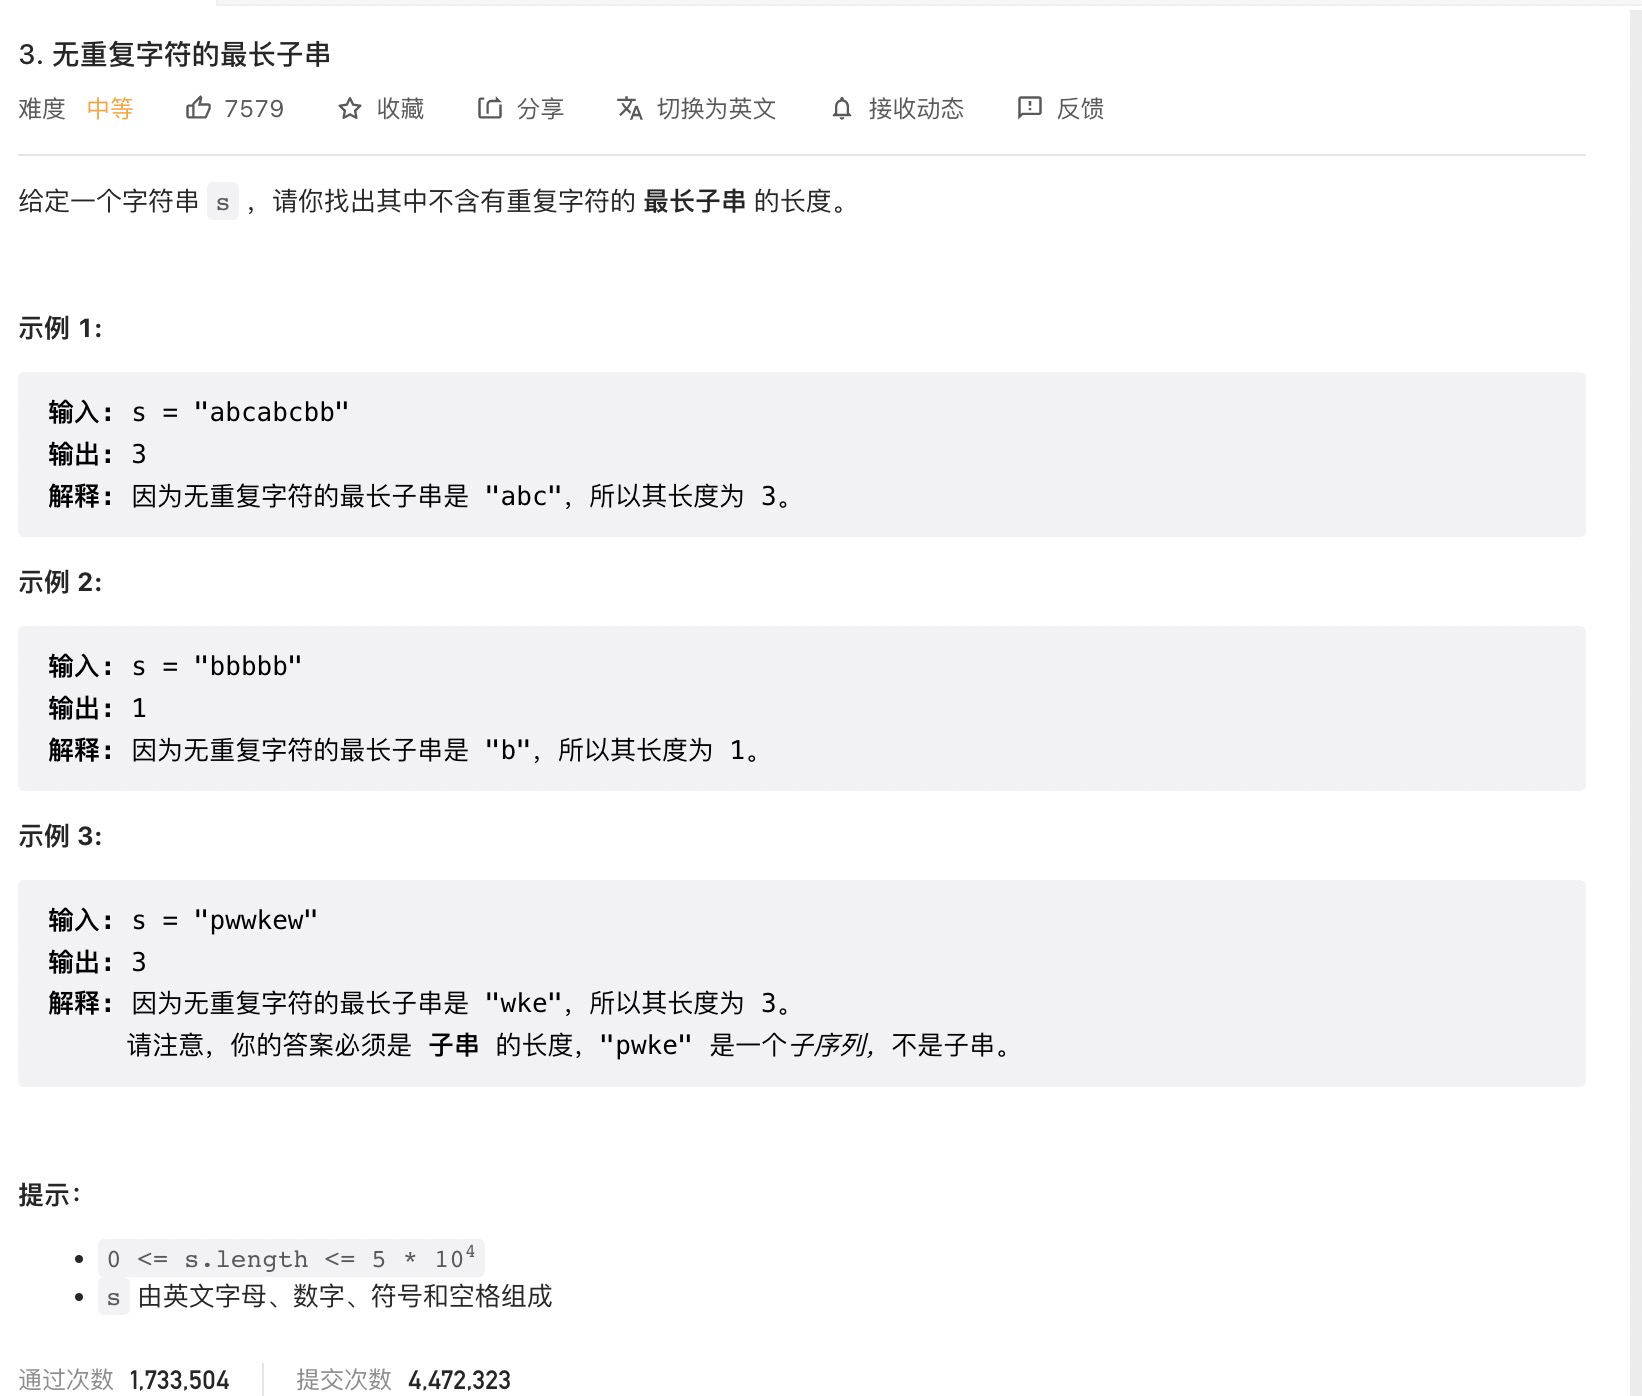 3. 无重复字符的最长子串
难度 中等 7579 收藏 分享 切换为英文 接收动态 反馈
给定一个字符串 s ，请你找出其中不含有重复字符的 最长子串 的长度。
示例 1:
输入: s = "abcabcbb"
输出: 3
解释: 因为无重复字符的最长子串是 "abc"，所以其长度为 3。
示例 2:
输入: s = "bbbbb"
输出: 1
解释: 因为无重复字符的最长子串是 "b"，所以其长度为 1。
示例 3:
输入: s = "pwwkew"
输出: 3
解释: 因为无重复字符的最长子串是 "wke"，所以其长度为 3。
请注意，你的答案必须是 子串 的长度，"pwke" 是一个子序列，不是子串。
提示：
• 0 <= s.length <= 5 * 10⁴
• s 由英文字母、数字、符号和空格组成
通过次数 1,733,504 提交次数 4,472,323